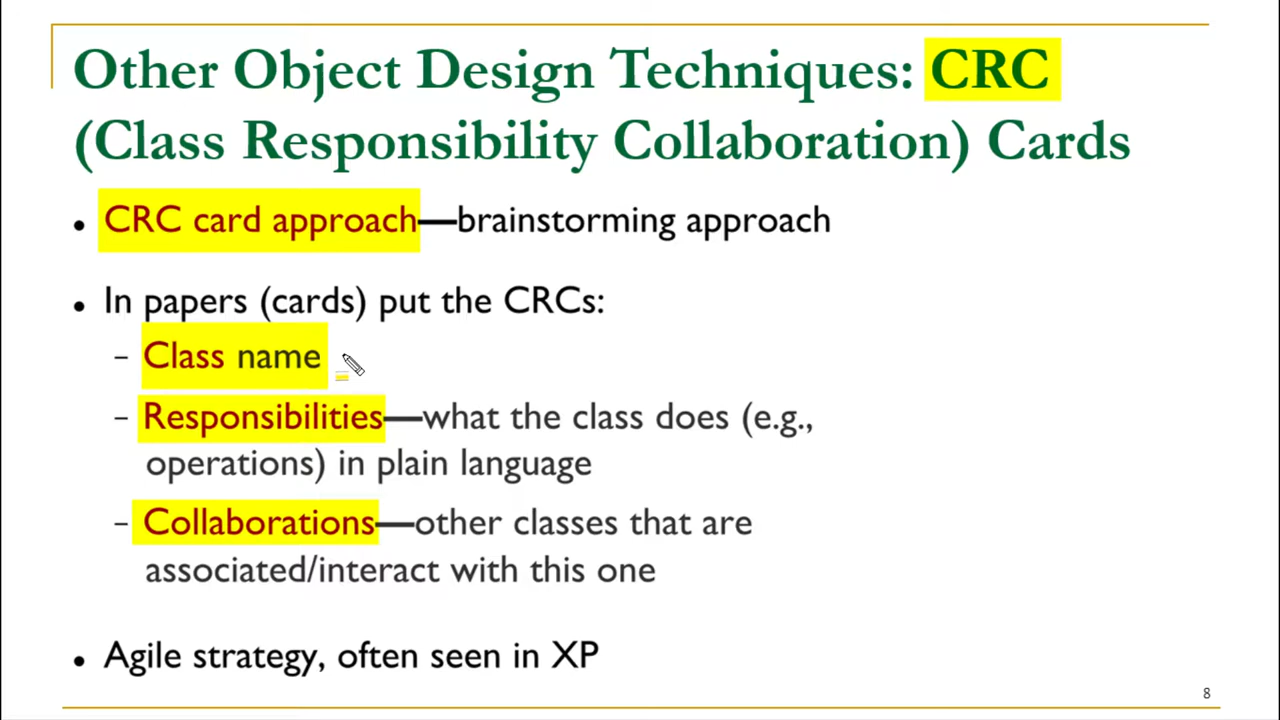 Other Object Design Techniques: CRC
(Class Responsibility Collaboration) Cards
• CRC card approach—brainstorming approach
• In papers (cards) put the CRCs:
– Class name
– Responsibilities—what the class does (e.g.,
operations) in plain language
– Collaborations—other classes that are
associated/interact with this one
• Agile strategy, often seen in XP
8